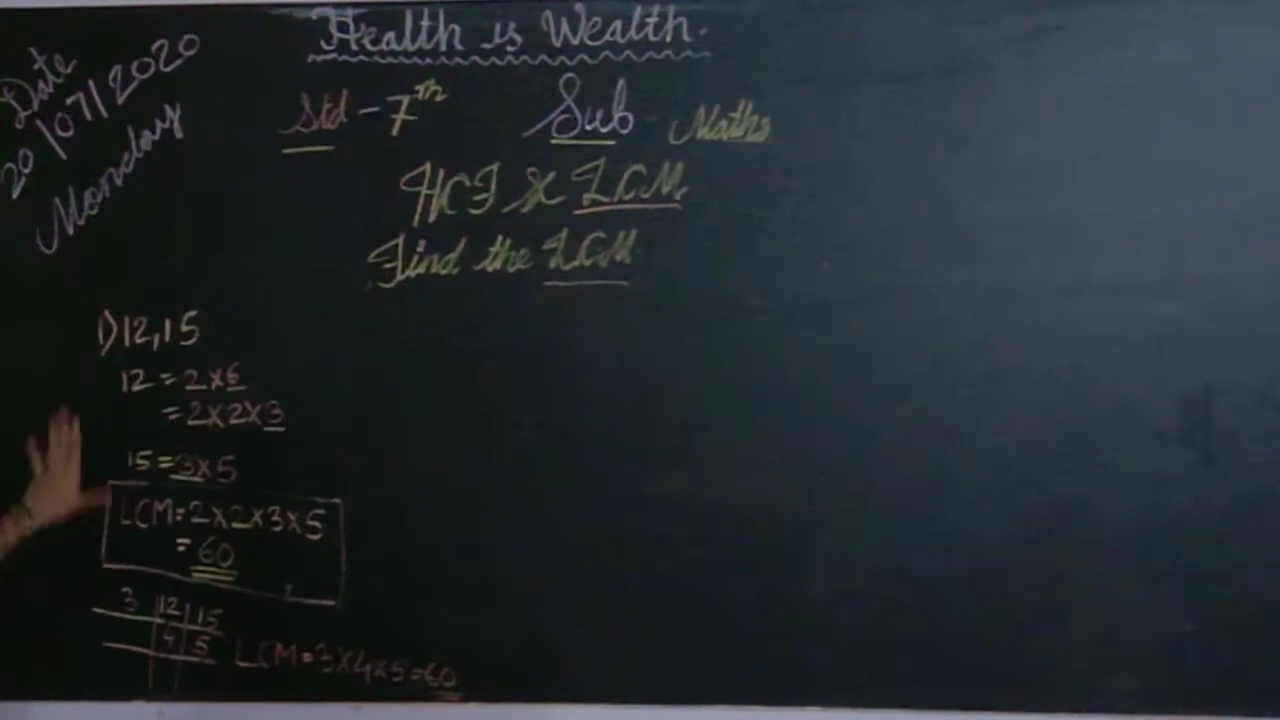 Health is Wealth.
Date
20/07/2020
Monday
Std - 7th Sub Maths
HCF & LCM
Find the LCM
1) 12, 15
12 = 2×6
= 2×2×3
15 = 3×5
LCM = 2×2×3×5
= 60
3 | 12 | 15
4 | 5
LCM = 3×4×5 = 60